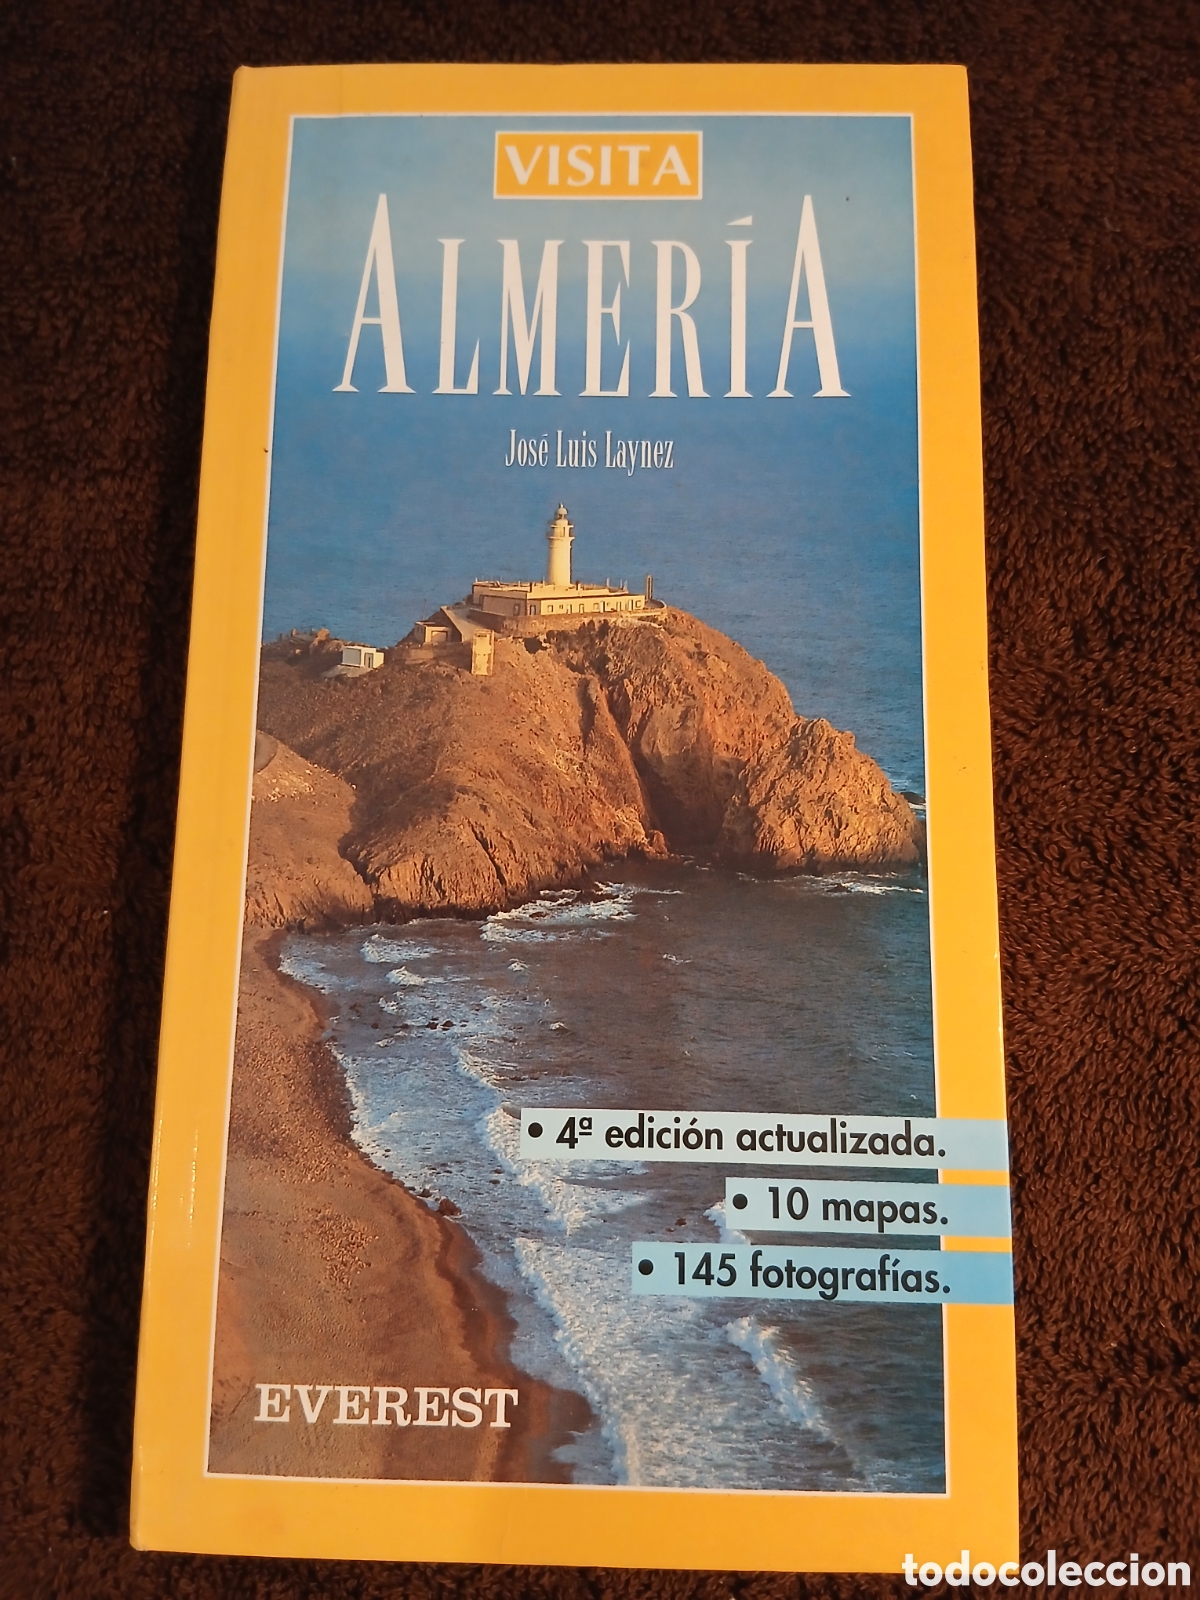 VISITA
ALMERÍA
José Luis Laynez
• 4ª edición actualizada.
• 10 mapas.
• 145 fotografías.
EVEREST
todocoleccion